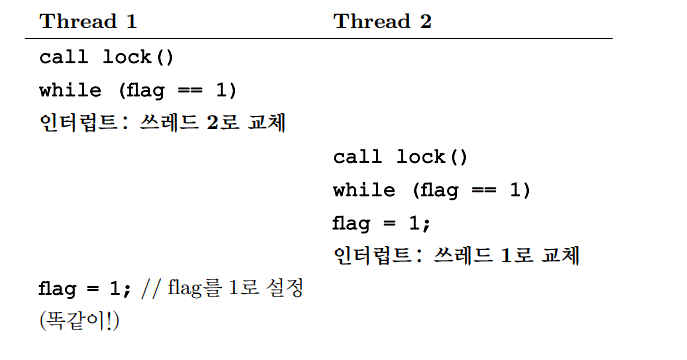 Thread 1 Thread 2
call lock()
while (flag == 1)
인터럽트: 쓰레드 2로 교체
call lock()
while (flag == 1)
flag = 1;
인터럽트: 쓰레드 1로 교체
flag = 1; // flag를 1로 설정
(똑같이!)